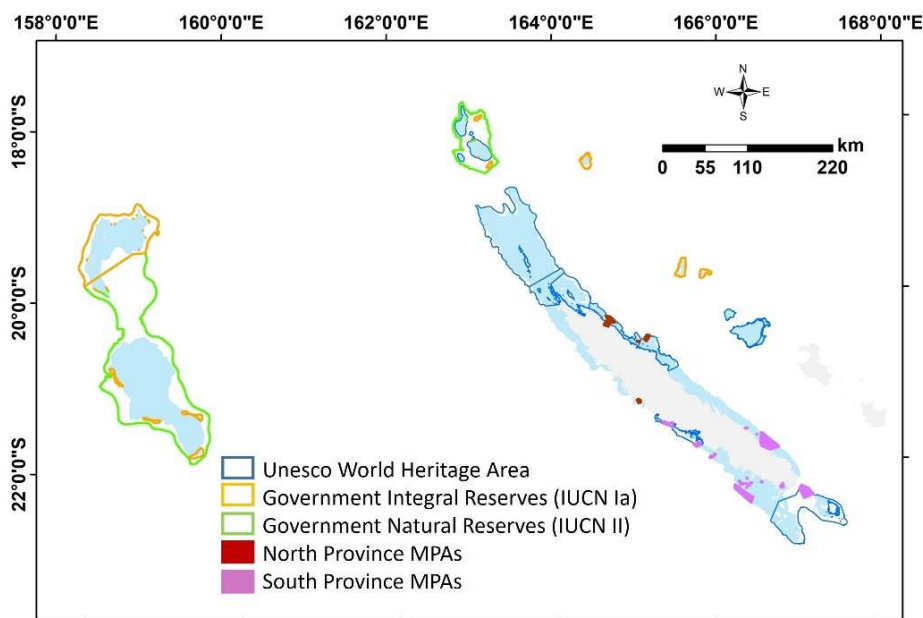 158°0'0"E 160°0'0"E 162°0'0"E 164°0'0"E 166°0'0"E 168°0'0"E
N
W E
S
18°0'0"S
km
0 55 110 220
20°0'0"S
22°0'0"S
Unesco World Heritage Area
Government Integral Reserves (IUCN Ia)
Government Natural Reserves (IUCN II)
North Province MPAs
South Province MPAs